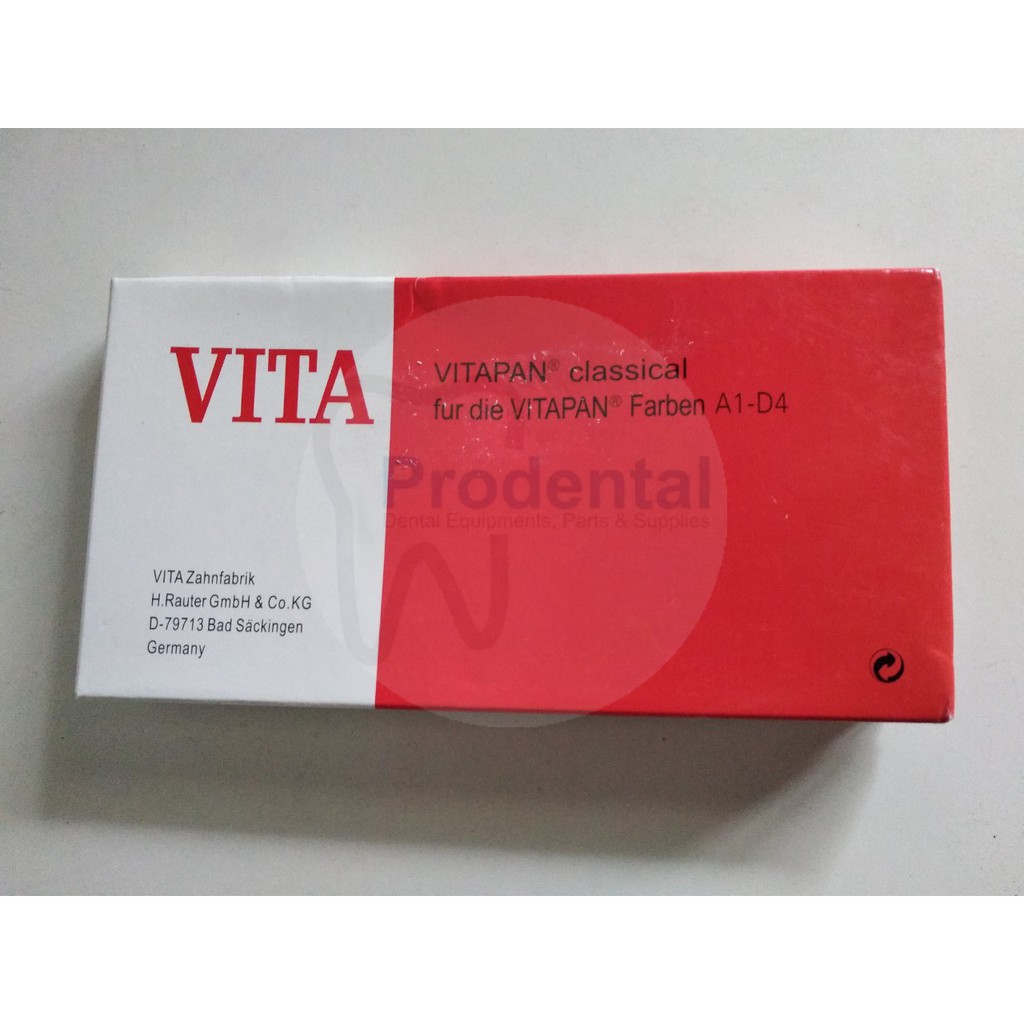 VITA
VITAPAN® classical
fur die VITAPAN® Farben A1-D4
Prodental
Dental Equipments, Parts & Supplies
VITA Zahnfabrik
H.Rauter GmbH & Co.KG
D-79713 Bad Säckingen
Germany